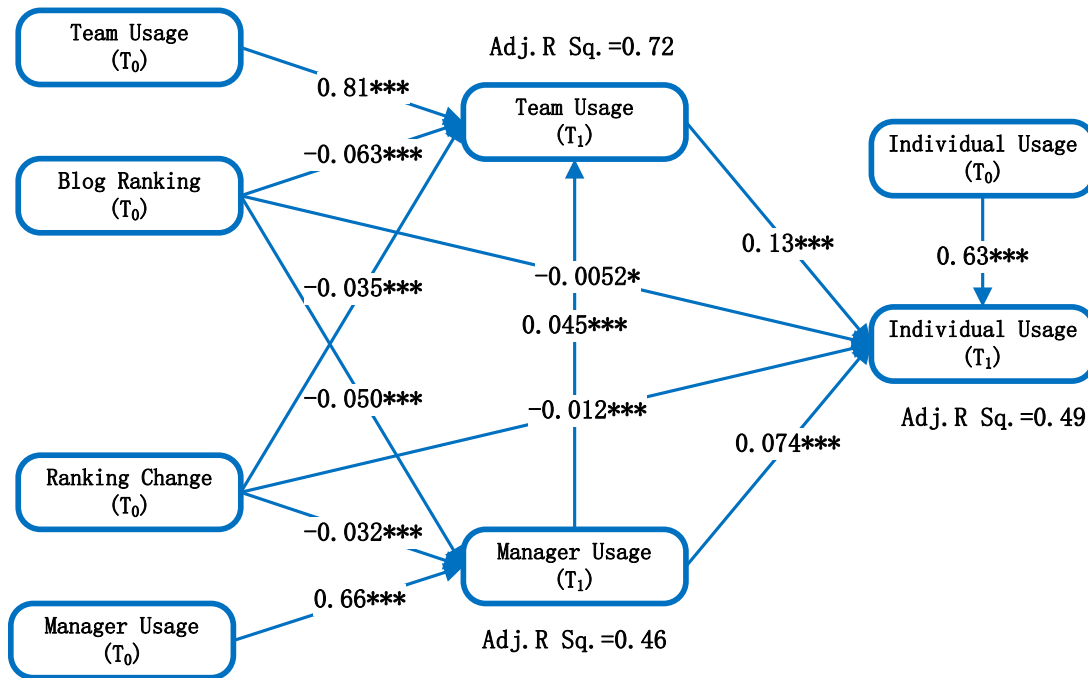 Team Usage
(T₀)
Adj.R Sq.=0.72
0.81***
Team Usage
(T₁)
-0.063***
Blog Ranking
(T₀)
Individual Usage
(T₀)
0.13***
0.63***
-0.0052*
-0.035***
0.045***
Individual Usage
(T₁)
-0.050***
-0.012***
Adj.R Sq.=0.49
0.074***
Ranking Change
(T₀)
-0.032***
Manager Usage
(T₁)
0.66***
Manager Usage
(T₀)
Adj.R Sq.=0.46